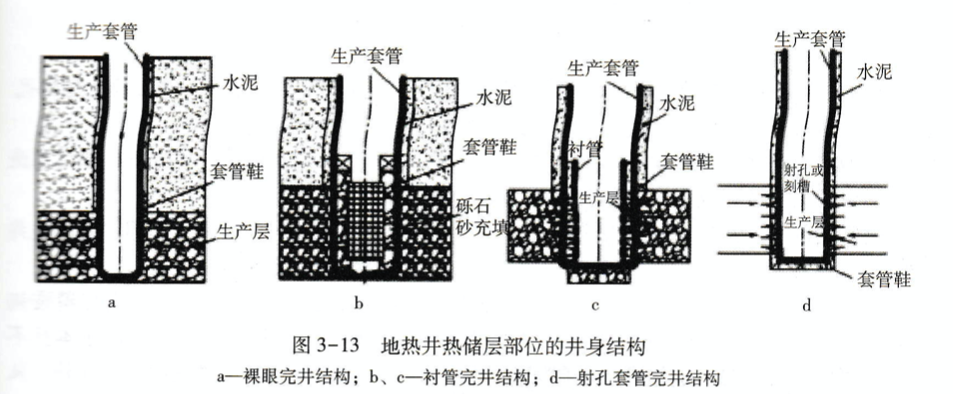 生产套管
水泥
套管鞋
生产层
a
生产套管
水泥
套管鞋
砾石
砂充填
b
生产套管
水泥
衬管
套管鞋
生产层
c
生产套管
水泥
射孔或
刻槽
生产层
套管鞋
d
图 3-13 地热井热储层部位的井身结构
a—裸眼完井结构；b、c—衬管完井结构；d—射孔套管完井结构